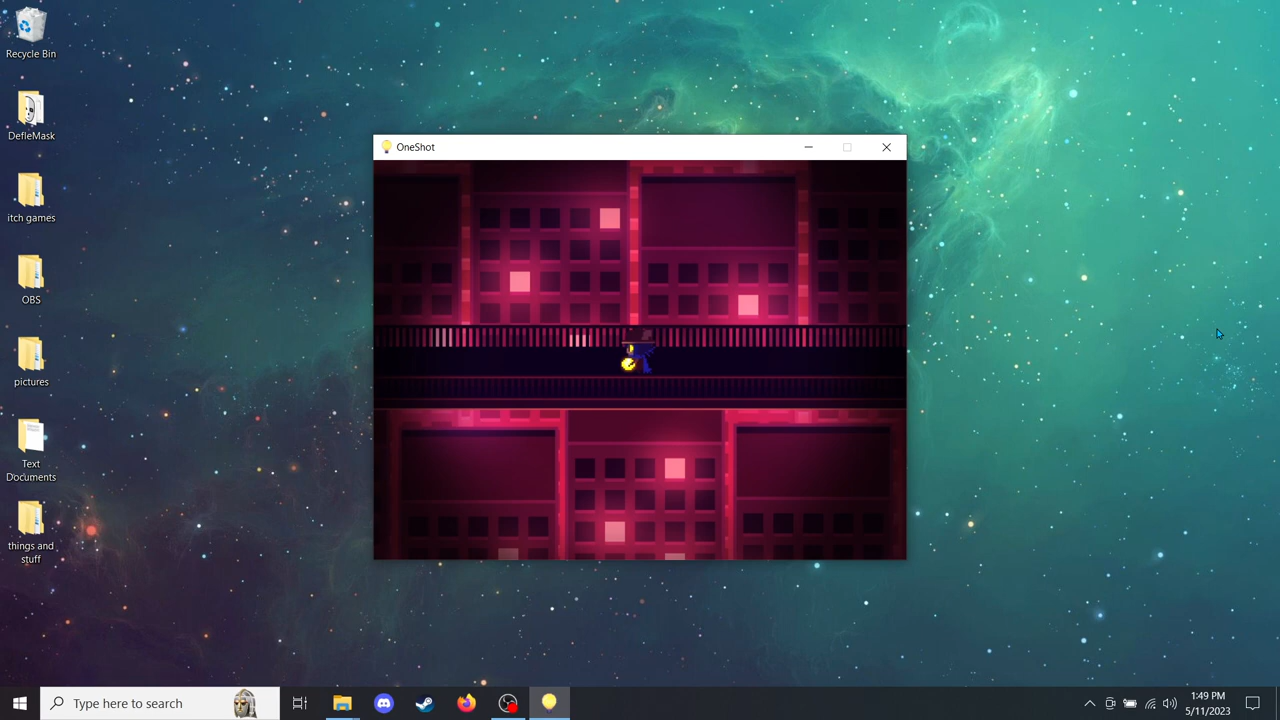 Recycle Bin
DefleMask
itch games
OBS
pictures
Text
Documents
things and
stuff
OneShot
Type here to search
1:49 PM
5/11/2023